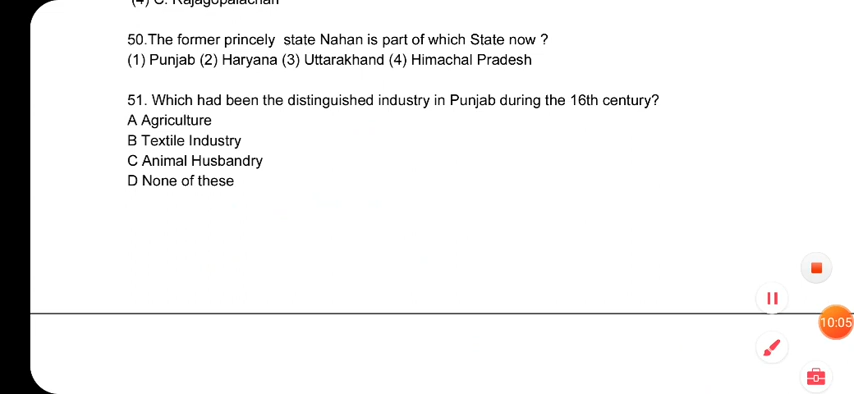 (4) C. Rajagopalachari
50.The former princely  state Nahan is part of which State now ?
(1) Punjab (2) Haryana (3) Uttarakhand (4) Himachal Pradesh
51. Which had been the distinguished industry in Punjab during the 16th century?
A Agriculture
B Textile Industry
C Animal Husbandry
D None of these
10:05